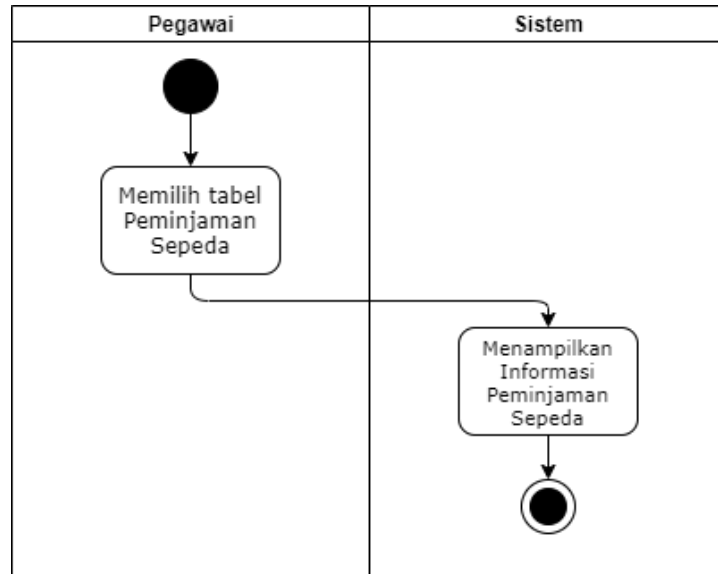 Pegawai
Sistem
Memilih tabel
Peminjaman
Sepeda
Menampilkan
Informasi
Peminjaman
Sepeda